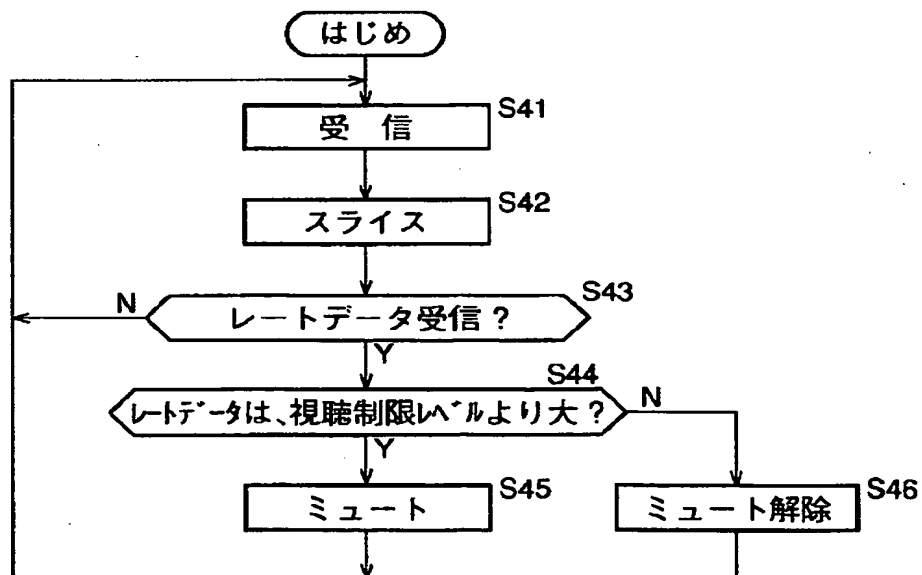 はじめ
受 信
S41
スライス
S42
レートデータ受信?
S43
N
Y
レートデータは、視聴制限レベルより大?
S44
N
Y
ミュート
S45
ミュート解除
S46